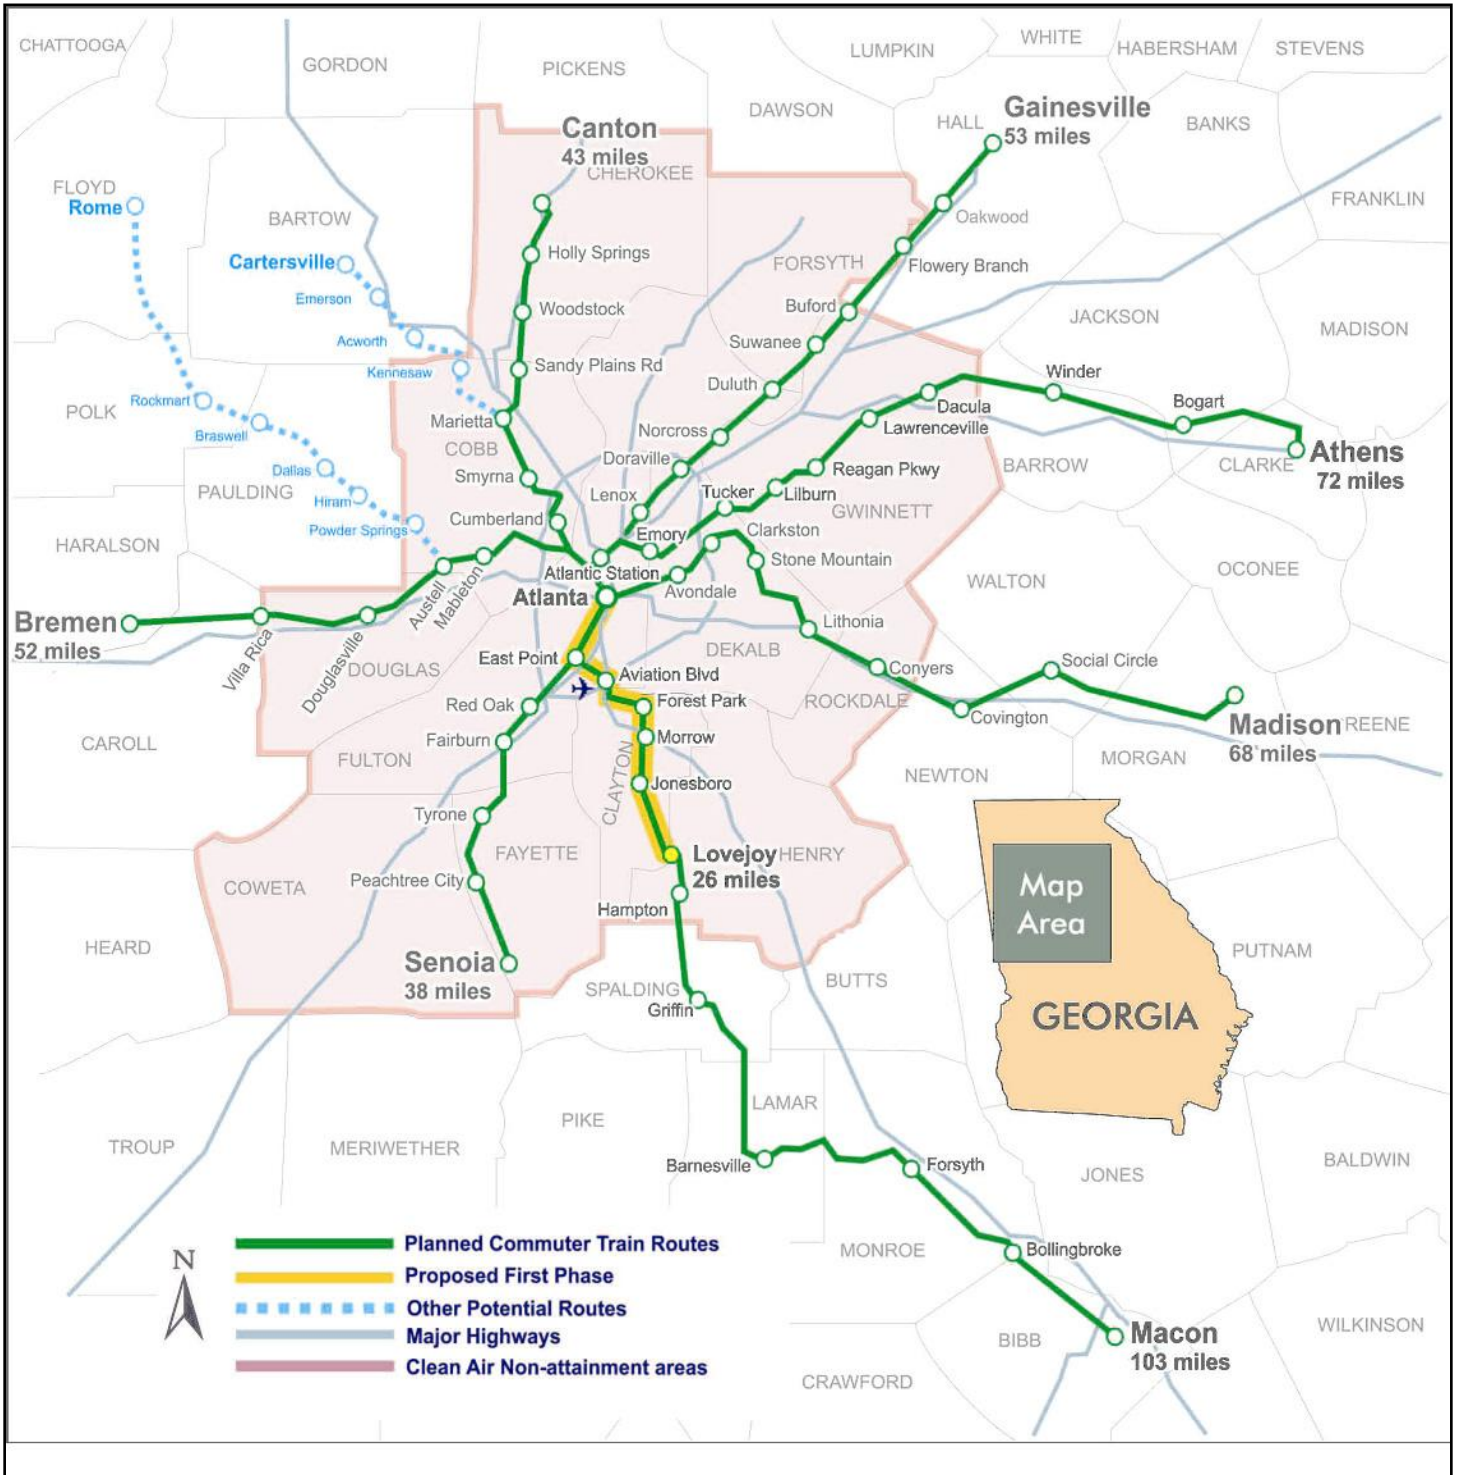 CHATTOOGA
GORDON
PICKENS
LUMPKIN
WHITE
HABERSHAM
STEVENS
DAWSON
HALL
Gainesville
53 miles
BANKS
Canton
43 miles
CHEROKEE
FLOYD
Rome
BARTOW
Oakwood
FRANKLIN
Cartersville
Holly Springs
FORSYTH
Flowery Branch
Emerson
Woodstock
Buford
JACKSON
MADISON
Acworth
Suwanee
Kennesaw
Sandy Plains Rd
Duluth
Winder
Rockmart
Bogart
POLK
Marietta
Dacula
Braswell
Norcross
Lawrenceville
COBB
Doraville
Athens
72 miles
Dallas
Smyrna
Reagan Pkwy
BARROW
CLARKE
PAULDING
Hiram
Lenox
Tucker
Lilburn
GWINNETT
Powder Springs
Cumberland
Emory
Clarkston
HARALSON
Stone Mountain
Atlantic Station
WALTON
OCONEE
Austell
Mableton
Atlanta
Avondale
Bremen
52 miles
Lithonia
Villa Rica
Douglasville
DOUGLAS
East Point
DEKALB
Aviation Blvd
Conyers
Social Circle
Red Oak
Forest Park
ROCKDALE
Covington
Madison
68 miles
REENE
CAROLL
Fairburn
Morrow
FULTON
CLAYTON
Jonesboro
NEWTON
MORGAN
Tyrone
FAYETTE
Lovejoy
26 miles
HENRY
COWETA
Peachtree City
Hampton
Map
Area
HEARD
Senoia
38 miles
SPALDING
BUTTS
PUTNAM
Griffin
GEORGIA
LAMAR
PIKE
TROUP
MERIWETHER
Barnesville
Forsyth
JONES
BALDWIN
N
Planned Commuter Train Routes
Proposed First Phase
Other Potential Routes
Major Highways
Clean Air Non-attainment areas
MONROE
Bollingbroke
BIBB
Macon
103 miles
WILKINSON
CRAWFORD